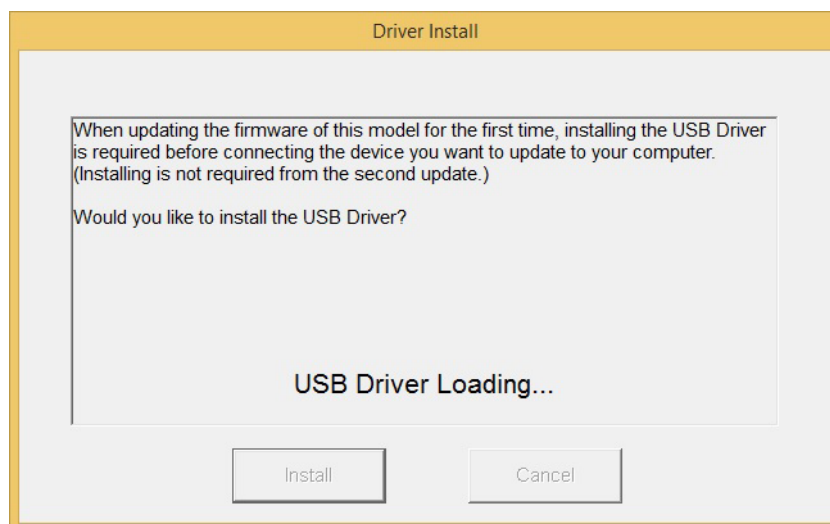 Driver Install
When updating the firmware of this model for the first time, installing the USB Driver
is required before connecting the device you want to update to your computer.
(Installing is not required from the second update.)
Would you like to install the USB Driver?
USB Driver Loading...
Install
Cancel